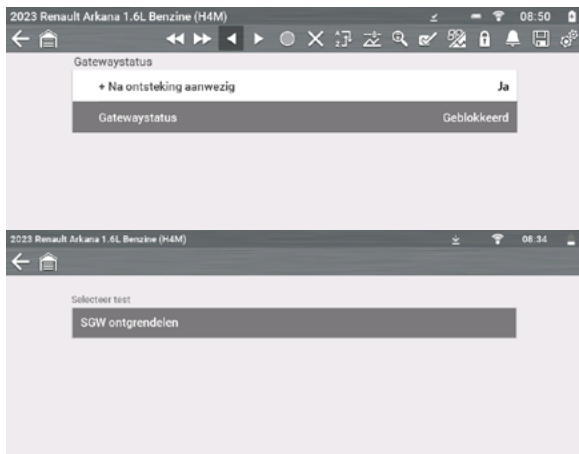 2023 Renault Arkana 1.6L Benzine (H4M) 08:50
Gatewaystatus
+ Na ontsteking aanwezig Ja
Gatewaystatus Geblokkeerd
2023 Renault Arkana 1.6L Benzine (H4M) 08:34
Selecteer test
SGW ontgrendelen